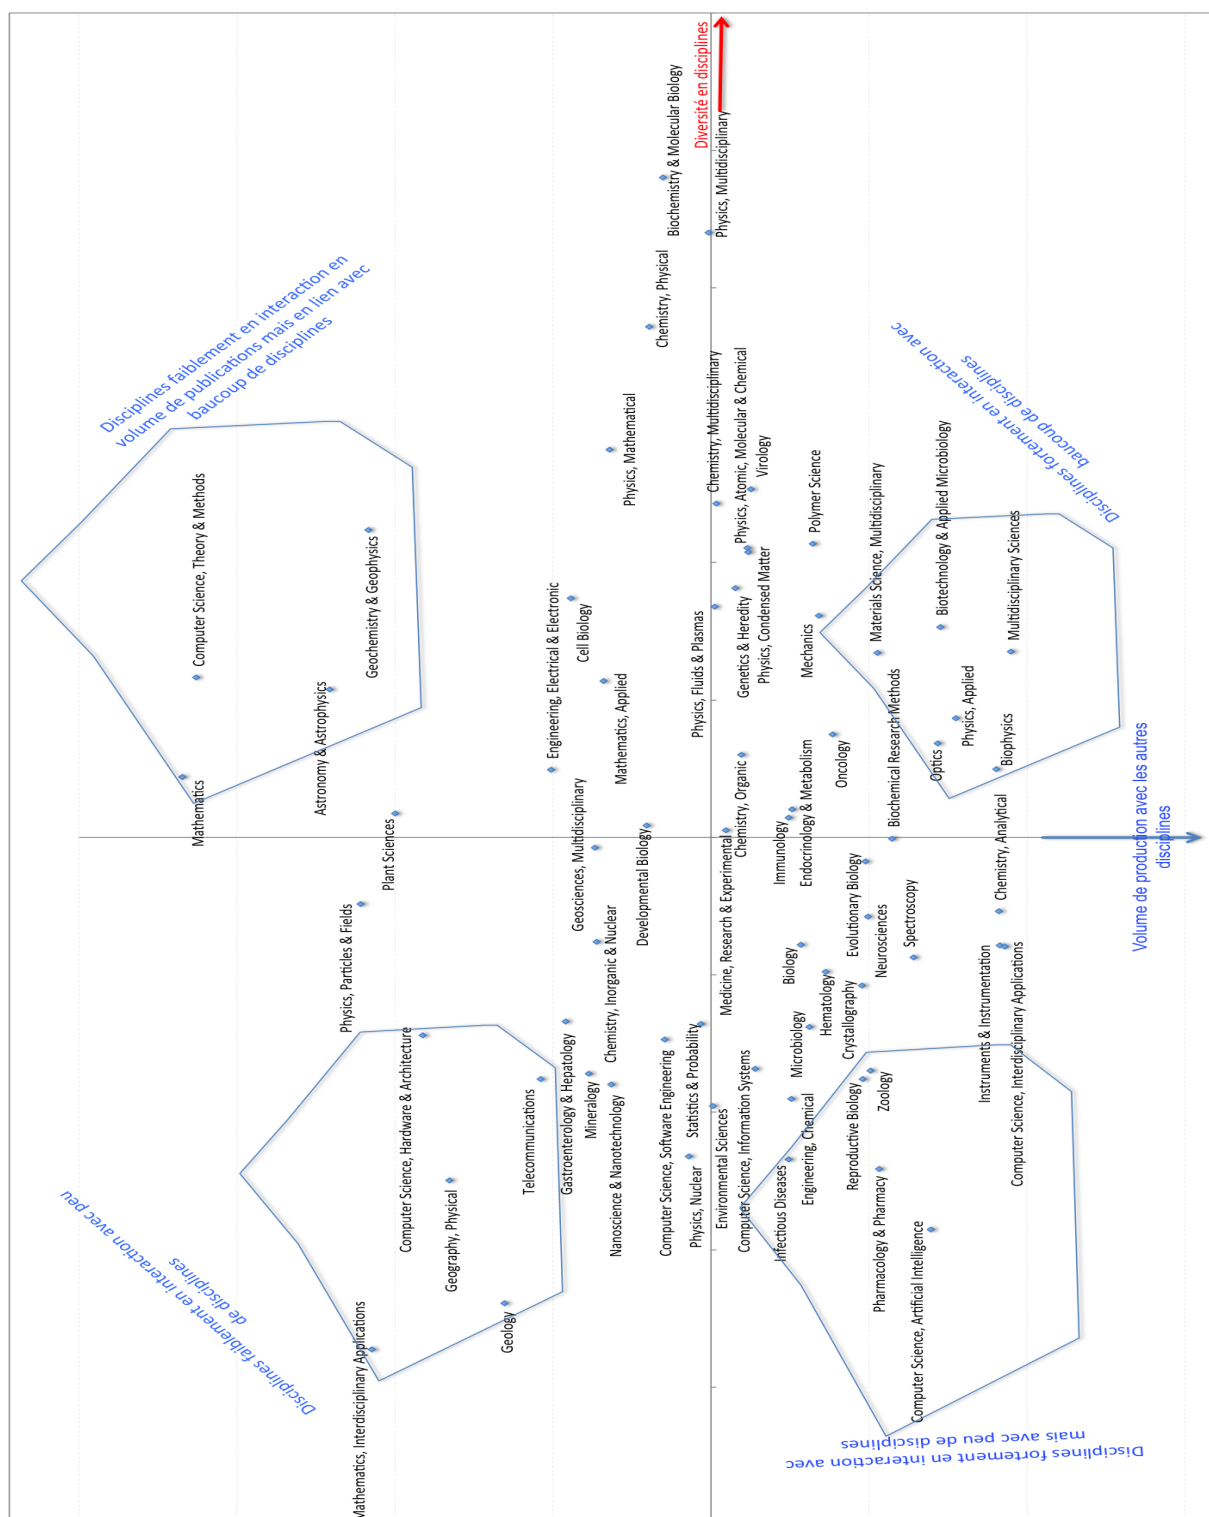 Diversité en disciplines
Biochemistry & Molecular Biology
Physics, Multidisciplinary
Chemistry, Physical
Disciplines faiblement en interaction en
volume de publications mais en lien avec
baucoup de disciplines
Physics, Mathematical
Chemistry, Multidisciplinary
Physics, Atomic, Molecular & Chemical
Virology
Disciplines fortement en interaction avec
baucoup de disciplines
Computer Science, Theory & Methods
Geochemistry & Geophysics
Polymer Science
Materials Science, Multidisciplinary
Biotechnology & Applied Microbiology
Multidisciplinary Sciences
Engineering, Electrical & Electronic
Cell Biology
Physics, Fluids & Plasmas
Genetics & Heredity
Physics, Condensed Matter
Mechanics
Mathematics
Astronomy & Astrophysics
Mathematics, Applied
Biochemical Research Methods
Optics
Physics, Applied
Biophysics
Plant Sciences
Geosciences, Multidisciplinary
Developmental Biology
Medicine, Research & Experimental
Chemistry, Organic
Immunology
Endocrinology & Metabolism
Oncology
Chemistry, Analytical
Volume de production avec les autres
disciplines
Physics, Particles & Fields
Chemistry, Inorganic & Nuclear
Biology
Evolutionary Biology
Neurosciences
Spectroscopy
Hematology
Crystallography
Microbiology
Instruments & Instrumentation
Computer Science, Interdisciplinary Applications
Computer Science, Hardware & Architecture
Geography, Physical
Telecommunications
Gastroenterology & Hepatology
Mineralogy
Nanoscience & Nanotechnology
Computer Science, Software Engineering
Physics, Nuclear
Statistics & Probability
Environmental Sciences
Computer Science, Information Systems
Infectious Diseases
Engineering, Chemical
Reproductive Biology
Zoology
Pharmacology & Pharmacy
Computer Science, Artificial Intelligence
Disciplines faiblement en interaction avec peu
de disciplines
Geology
Mathematics, Interdisciplinary Applications
Disciplines fortement en interaction avec
mais avec peu de disciplines